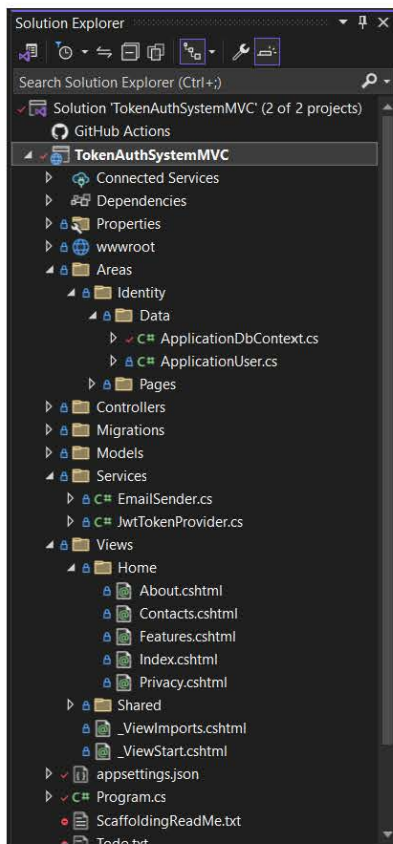 Solution Explorer
Search Solution Explorer (Ctrl+;)
Solution 'TokenAuthSystemMVC' (2 of 2 projects)
GitHub Actions
TokenAuthSystemMVC
Connected Services
Dependencies
Properties
wwwroot
Areas
Identity
Data
C# ApplicationDbContext.cs
C# ApplicationUser.cs
Pages
Controllers
Migrations
Models
Services
C# EmailSender.cs
C# JwtTokenProvider.cs
Views
Home
About.cshtml
Contacts.cshtml
Features.cshtml
Index.cshtml
Privacy.cshtml
Shared
_ViewImports.cshtml
_ViewStart.cshtml
appsettings.json
C# Program.cs
ScaffoldingReadMe.txt
Todo.txt